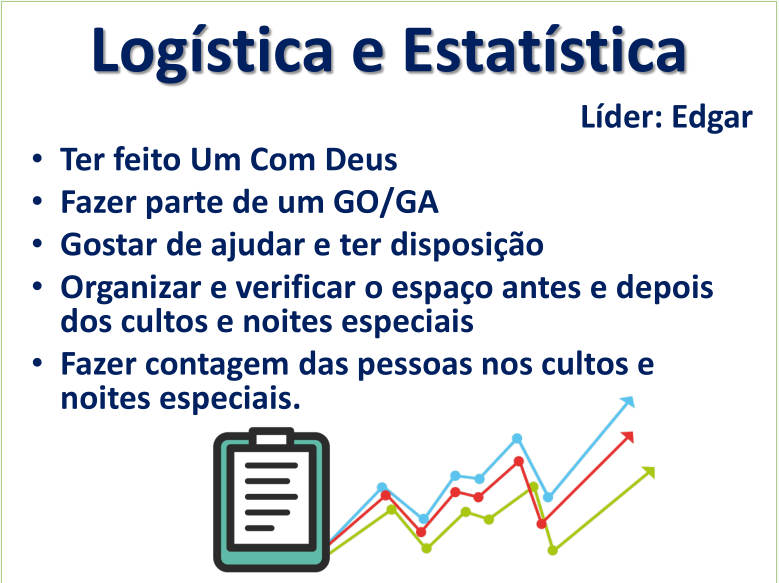 Logística e Estatística
Líder: Edgar
• Ter feito Um Com Deus
• Fazer parte de um GO/GA
• Gostar de ajudar e ter disposição
• Organizar e verificar o espaço antes e depois
dos cultos e noites especiais
• Fazer contagem das pessoas nos cultos e
noites especiais.